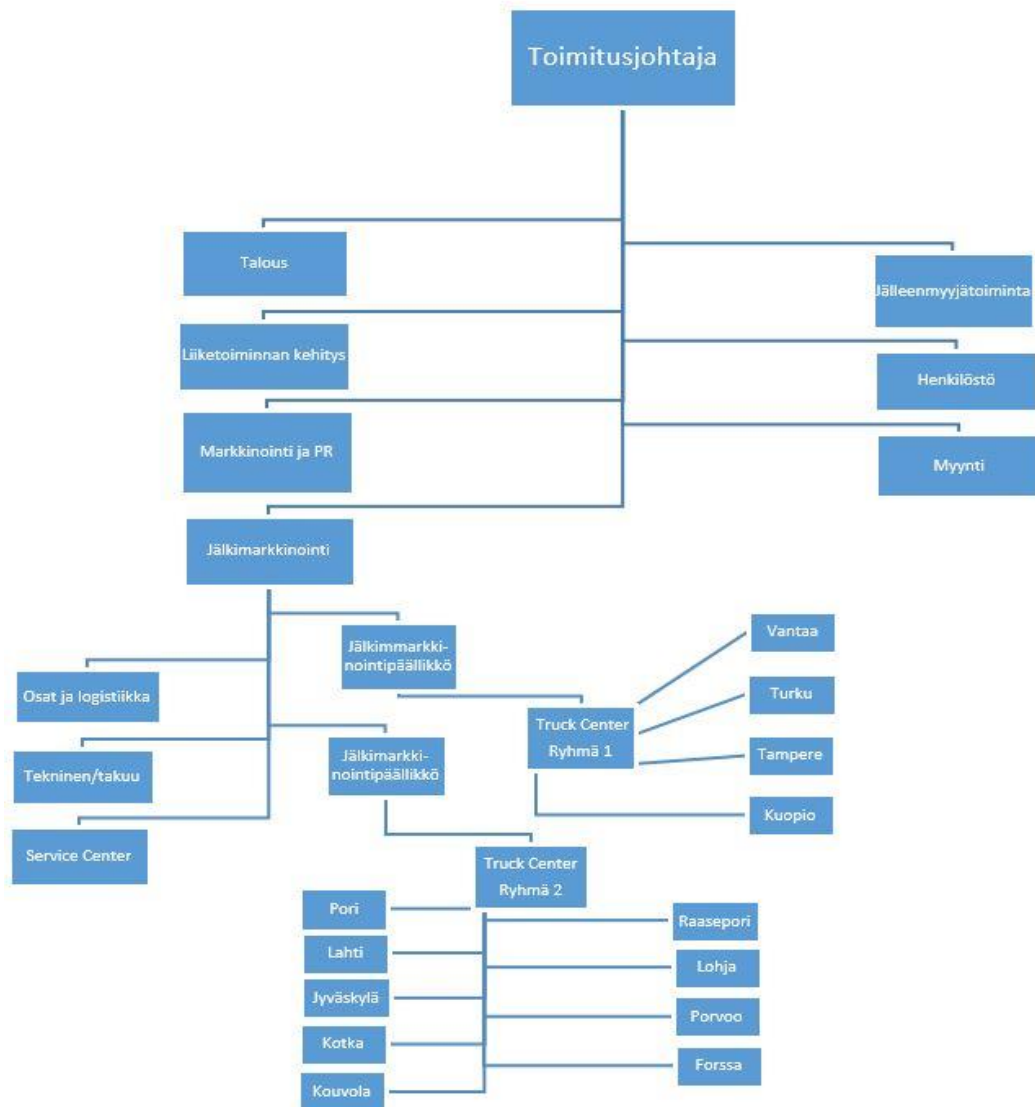 Toimitusjohtaja
Talous
Jälleenmyyjätoiminta
Liiketoiminnan kehitys
Henkilöstö
Markkinointi ja PR
Myynti
Jälkimarkkinointi
Jälkimmarkki-
nointipäällikkö
Vantaa
Osat ja logistiikka
Turku
Truck Center
Ryhmä 1
Jälkimarkki-
nointipäällikkö
Tekninen/takuu
Tampere
Kuopio
Service Center
Truck Center
Ryhmä 2
Pori
Raasepori
Lahti
Lohja
Jyväskylä
Porvoo
Kotka
Forssa
Kouvola